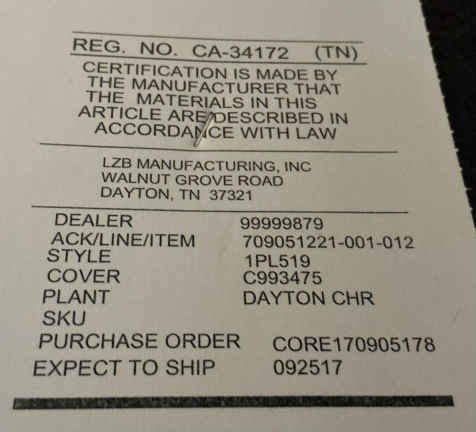 REG. NO. CA-34172 (TN)
CERTIFICATION IS MADE BY
THE MANUFACTURER THAT
THE MATERIALS IN THIS
ARTICLE ARE DESCRIBED IN
ACCORDANCE WITH LAW
LZB MANUFACTURING, INC
WALNUT GROVE ROAD
DAYTON, TN 37321
DEALER 99999879
ACK/LINE/ITEM 709051221-001-012
STYLE 1PL519
COVER C993475
PLANT DAYTON CHR
SKU
PURCHASE ORDER CORE170905178
EXPECT TO SHIP 092517